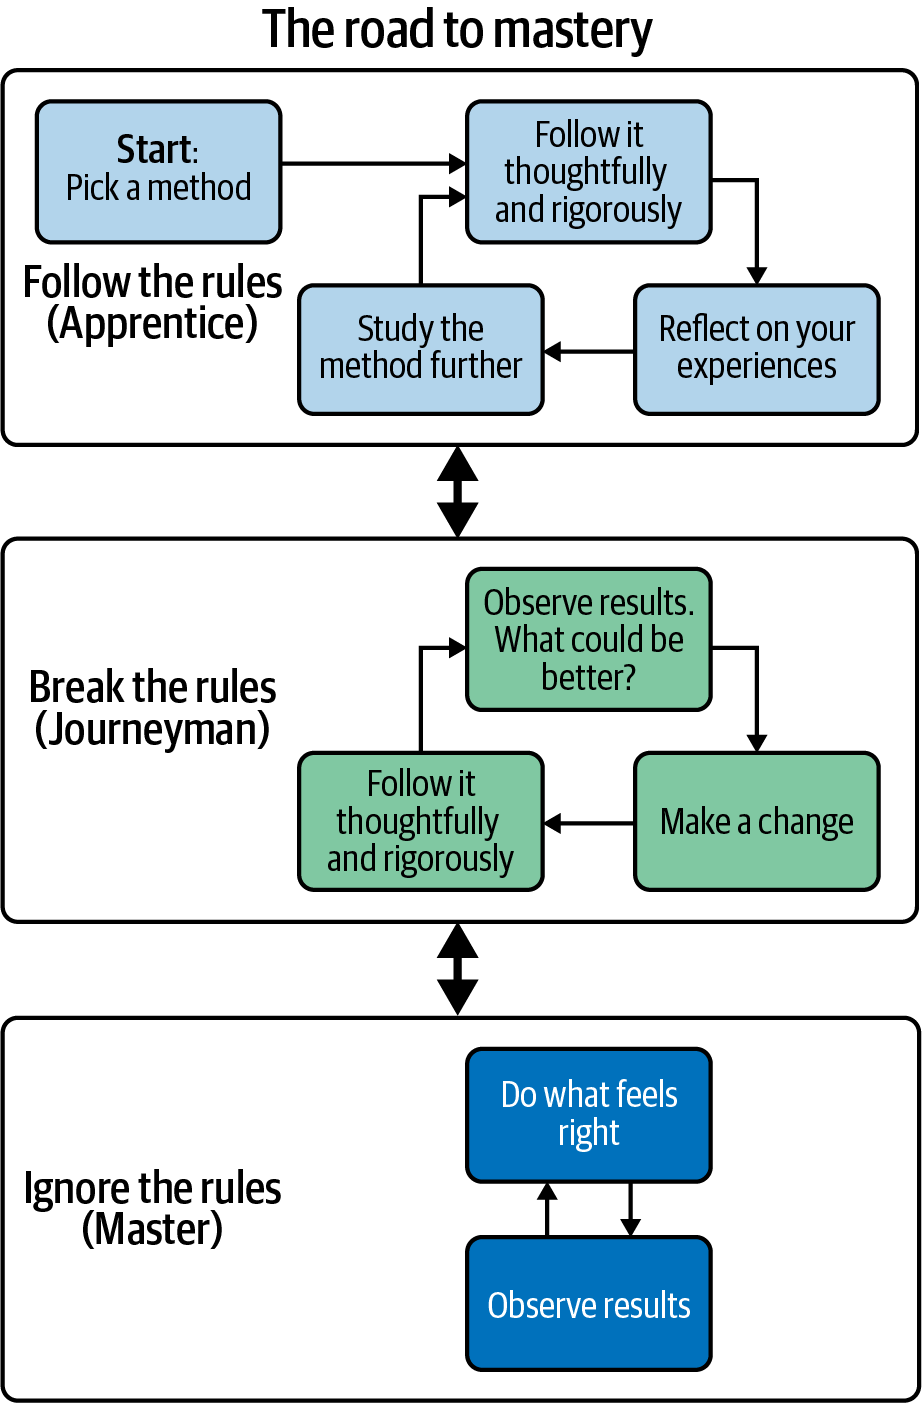 The road to mastery
Start:
Pick a method
Follow it
thoughtfully
and rigorously
Follow the rules
(Apprentice)
Study the
method further
Reflect on your
experiences
Break the rules
(Journeyman)
Observe results.
What could be
better?
Follow it
thoughtfully
and rigorously
Make a change
Ignore the rules
(Master)
Do what feels
right
Observe results